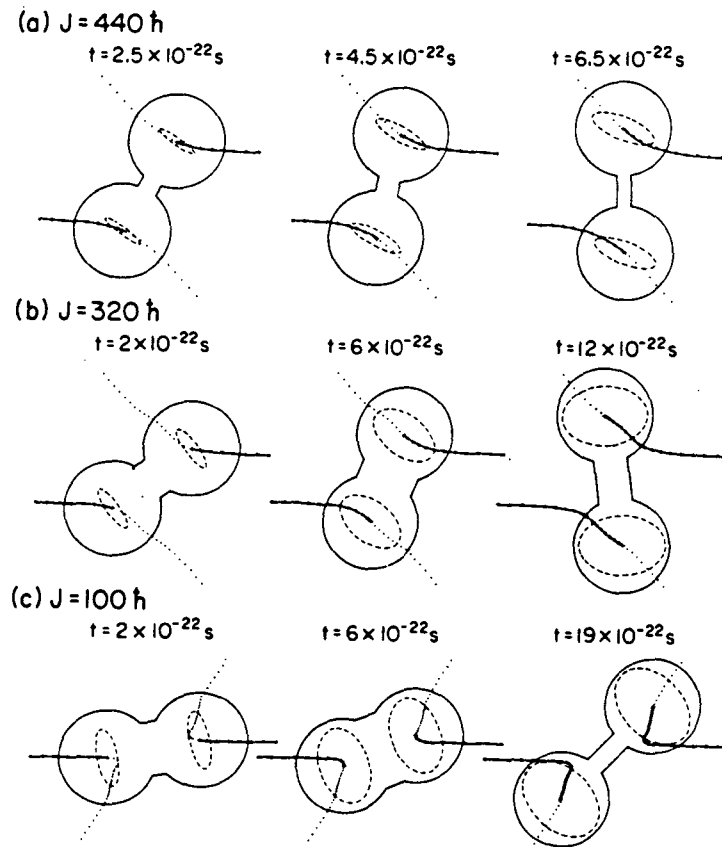 (a) J = 440 ħ
t = 2.5 × 10⁻²² s
t = 4.5 × 10⁻²² s
t = 6.5 × 10⁻²² s
(b) J = 320 ħ
t = 2 × 10⁻²² s
t = 6 × 10⁻²² s
t = 12 × 10⁻²² s
(c) J = 100 ħ
t = 2 × 10⁻²² s
t = 6 × 10⁻²² s
t = 19 × 10⁻²² s